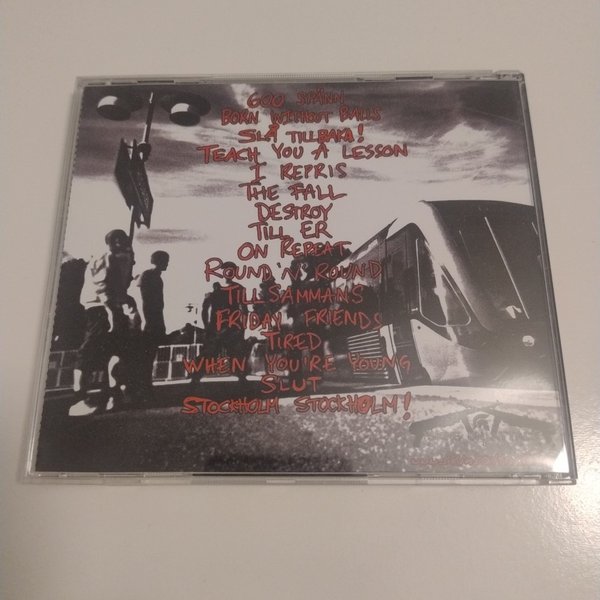 600 SPÄNN
BORN WITHOUT BALLS
SLÅ TILLBAKA!
TEACH YOU A LESSON
I REPRIS
THE FALL
DESTROY
TILL ER
ON REPEAT
ROUND 'N' ROUND
TILLSAMMANS
FRIDAY FRIENDS
TIRED
WHEN YOU'RE YOUNG
SLUT
STOCKHOLM STOCKHOLM!